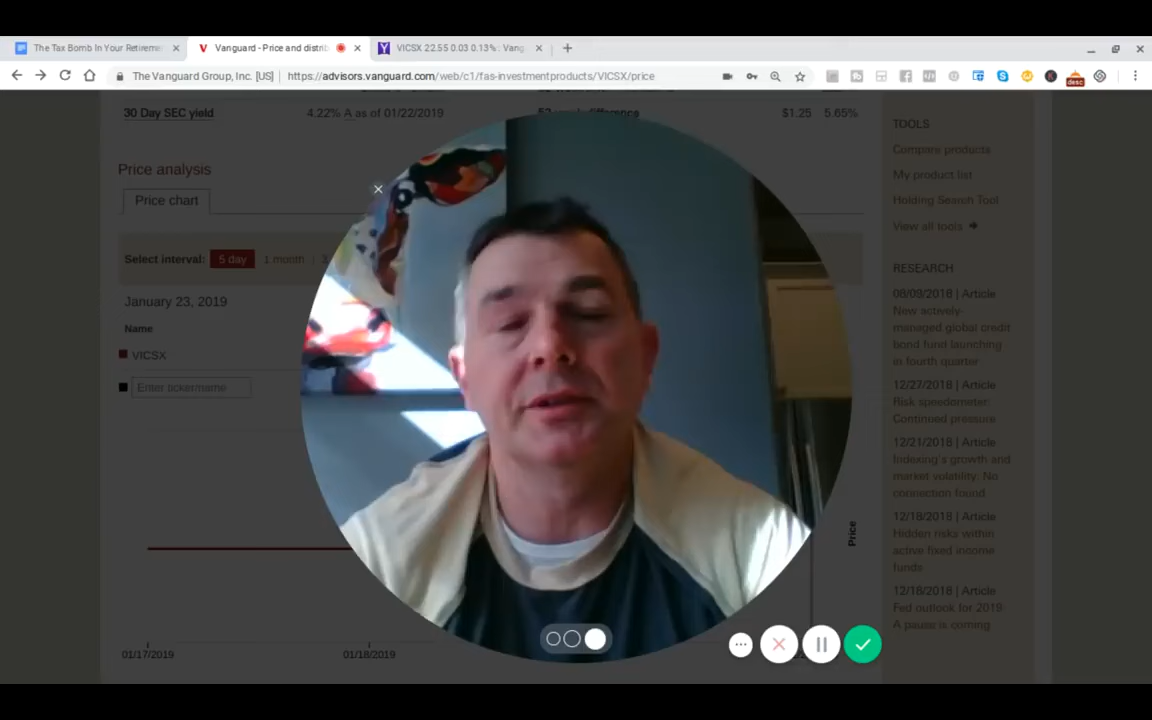 The Tax Bomb In Your Retireme
Vanguard - Price and distrib
VICSX 22.55 0.03 0.13% : Vang
The Vanguard Group, Inc. [US]
https://advisors.vanguard.com/web/c1/fas-investmentproducts/VICSX/price
desc
30 Day SEC yield
4.22% A as of 01/22/2019
$1.25 5.65%
Price analysis
Price chart
Select interval: 5 day 1 month
January 23, 2019
Name
VICSX
Enter tickername
Price
01/17/2019
01/18/2019
TOOLS
Compare products
My product list
Holding Search Tool
View all tools
RESEARCH
08/09/2018 | Article
New actively-
managed global credit
bond fund launching
in fourth quarter
12/27/2018 | Article
Risk speedometer:
Continued pressure
12/21/2018 | Article
Indexing's growth and
market volatility: No
connection found
12/18/2018 | Article
Hidden risks within
active fixed income
funds
12/18/2018 | Article
Fed outlook for 2019:
A pause is coming